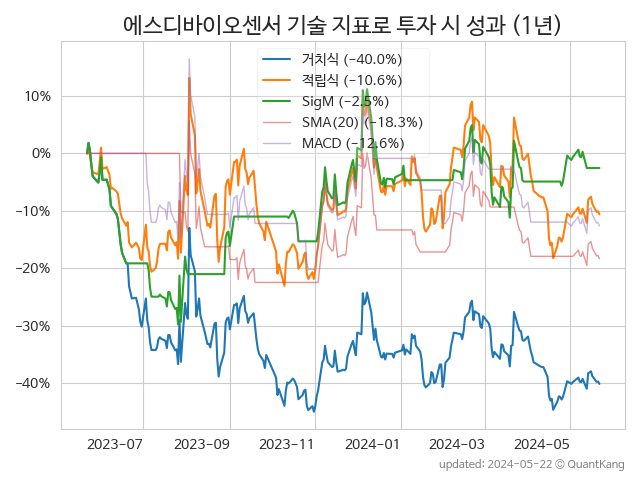 에스디바이오센서 기술 지표로 투자 시 성과 (1년)
거치식 (−40.0%)
적립식 (−10.6%)
SigM (−2.5%)
SMA(20) (−18.3%)
MACD (−12.6%)
10%
0%
−10%
−20%
−30%
−40%
2023−07 2023−09 2023−11 2024−01 2024−03 2024−05
updated: 2024−05−22 © QuantKang